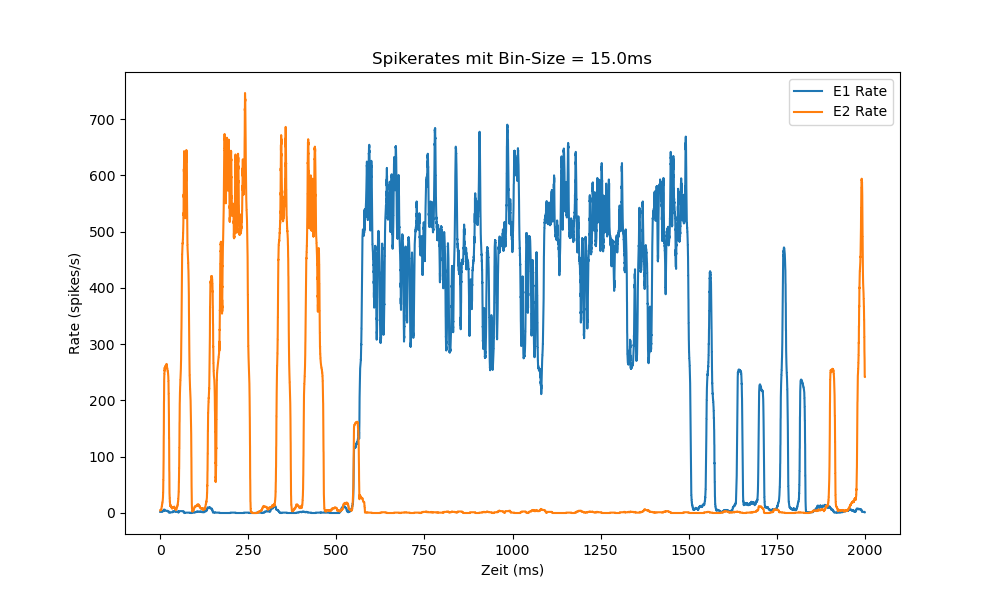 Spikerates mit Bin-Size = 15.0ms
E1 Rate
E2 Rate
700
600
500
400
300
200
100
0
Rate (spikes/s)
0 250 500 750 1000 1250 1500 1750 2000
Zeit (ms)